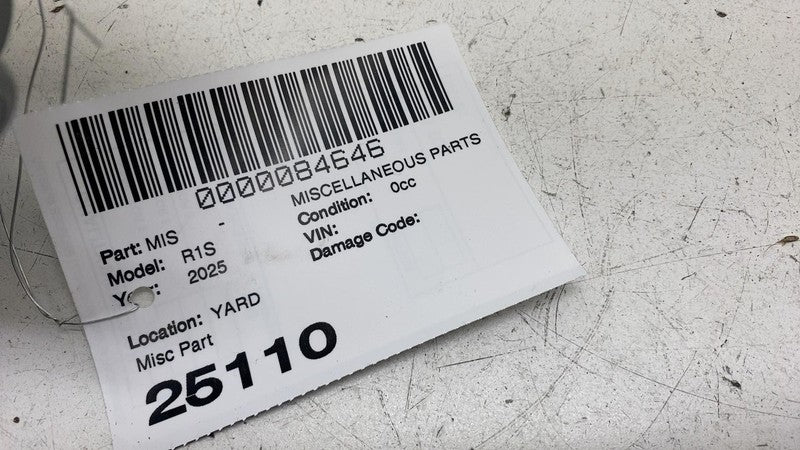 0000084646
Part: MIS - MISCELLANEOUS PARTS
Model: R1S Condition: 0cc
2025 VIN:
Damage Code:
Location: YARD
Misc Part
25110